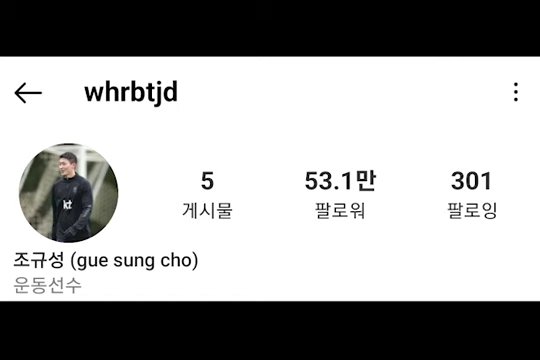 whrbtjd
5 53.1만 301
게시물 팔로워 팔로잉
kt
조규성 (gue sung cho)
운동선수